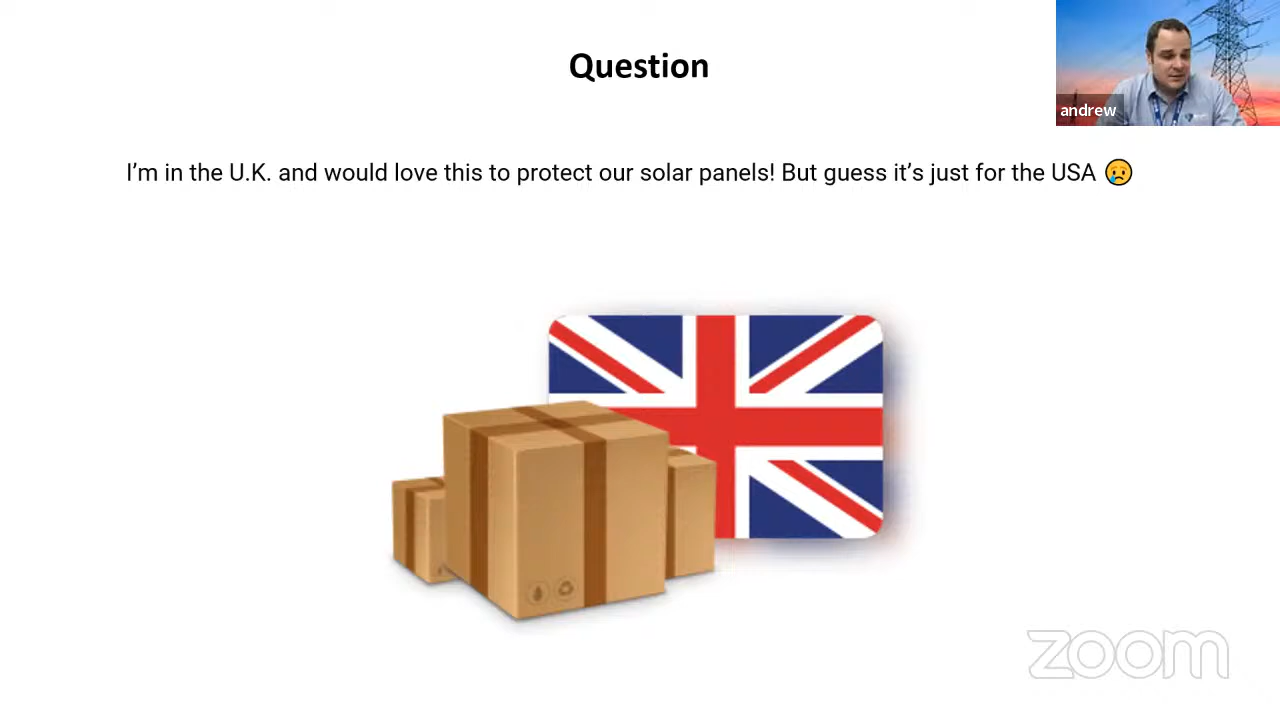 Question
andrew
I’m in the U.K. and would love this to protect our solar panels! But guess it’s just for the USA 😢
zoom